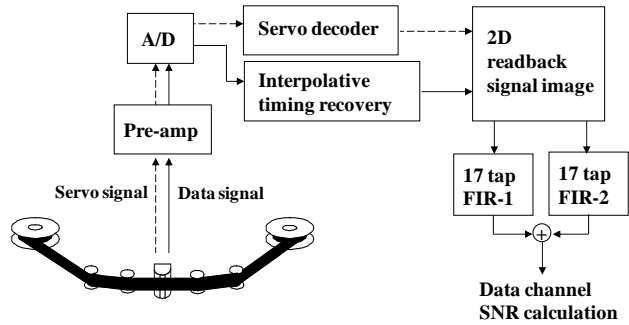 A/D
Servo decoder
Interpolative
timing recovery
2D
readback
signal image
Pre-amp
17 tap
FIR-1
17 tap
FIR-2
Servo signal
Data signal
+
Data channel
SNR calculation